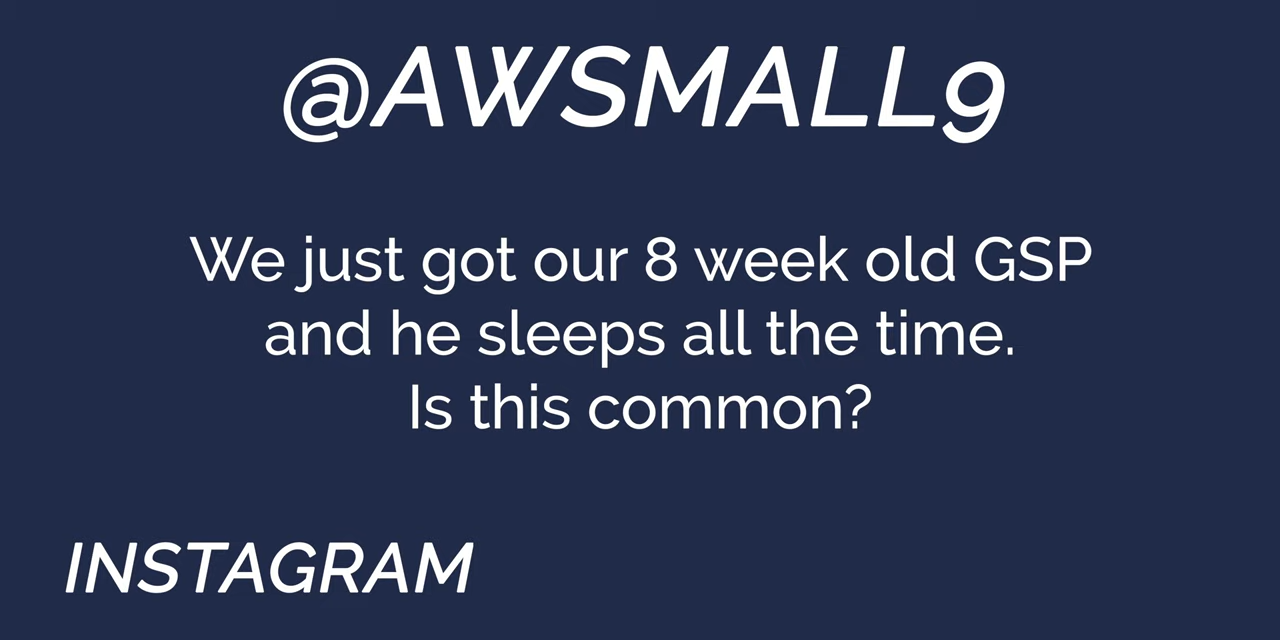 @AWSMALL9
We just got our 8 week old GSP
and he sleeps all the time.
Is this common?
INSTAGRAM